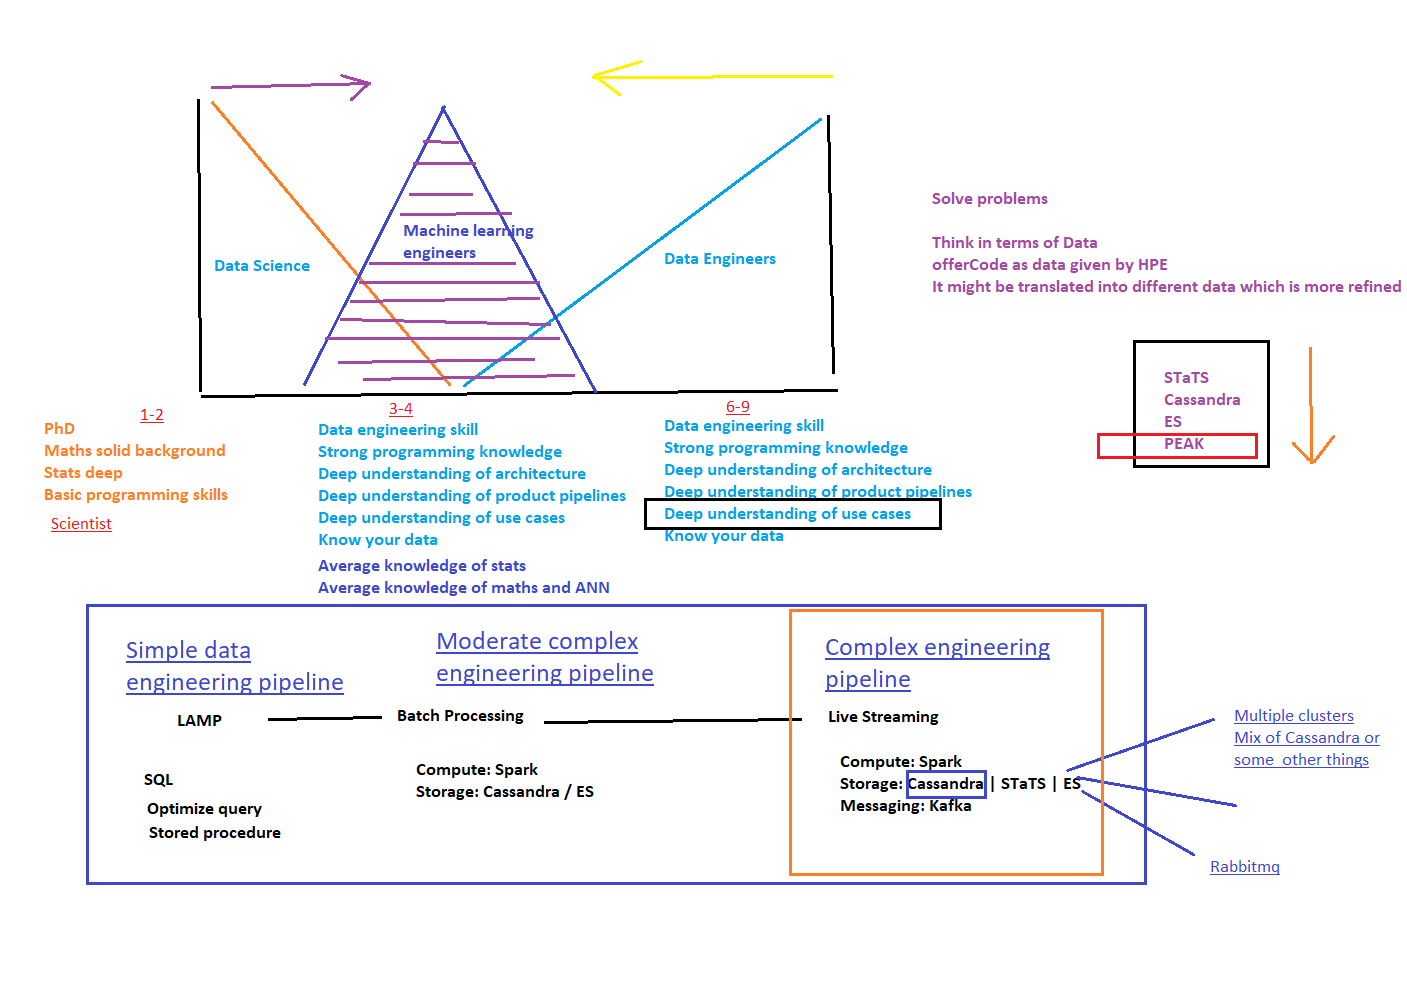 Data Science
Machine learning
engineers
Data Engineers
Solve problems
Think in terms of Data
offerCode as data given by HPE
It might be translated into different data which is more refined
STaTS
Cassandra
ES
PEAK
1-2
PhD
Maths solid background
Stats deep
Basic programming skills
Scientist
3-4
Data engineering skill
Strong programming knowledge
Deep understanding of architecture
Deep understanding of product pipelines
Deep understanding of use cases
Know your data
Average knowledge of stats
Average knowledge of maths and ANN
6-9
Data engineering skill
Strong programming knowledge
Deep understanding of architecture
Deep understanding of product pipelines
Deep understanding of use cases
Know your data
Simple data
engineering pipeline
LAMP
SQL
Optimize query
Stored procedure
Moderate complex
engineering pipeline
Batch Processing
Compute: Spark
Storage: Cassandra / ES
Complex engineering
pipeline
Live Streaming
Compute: Spark
Storage: Cassandra | STaTS | ES
Messaging: Kafka
Multiple clusters
Mix of Cassandra or
some other things
Rabbitmq